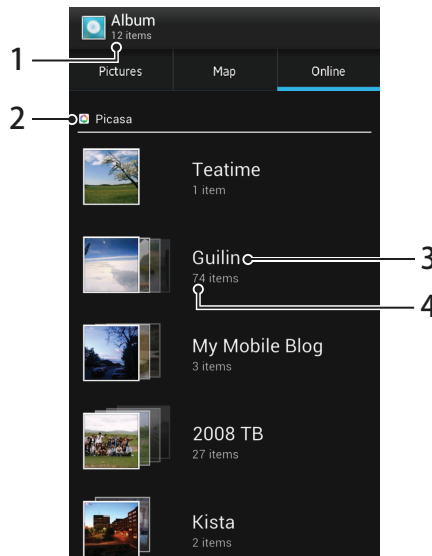 Album
12 items
1
Pictures Map Online
2
Picasa
Teatime
1 item
Guilin
3
74 items
4
My Mobile Blog
3 items
2008 TB
27 items
Kista
2 items